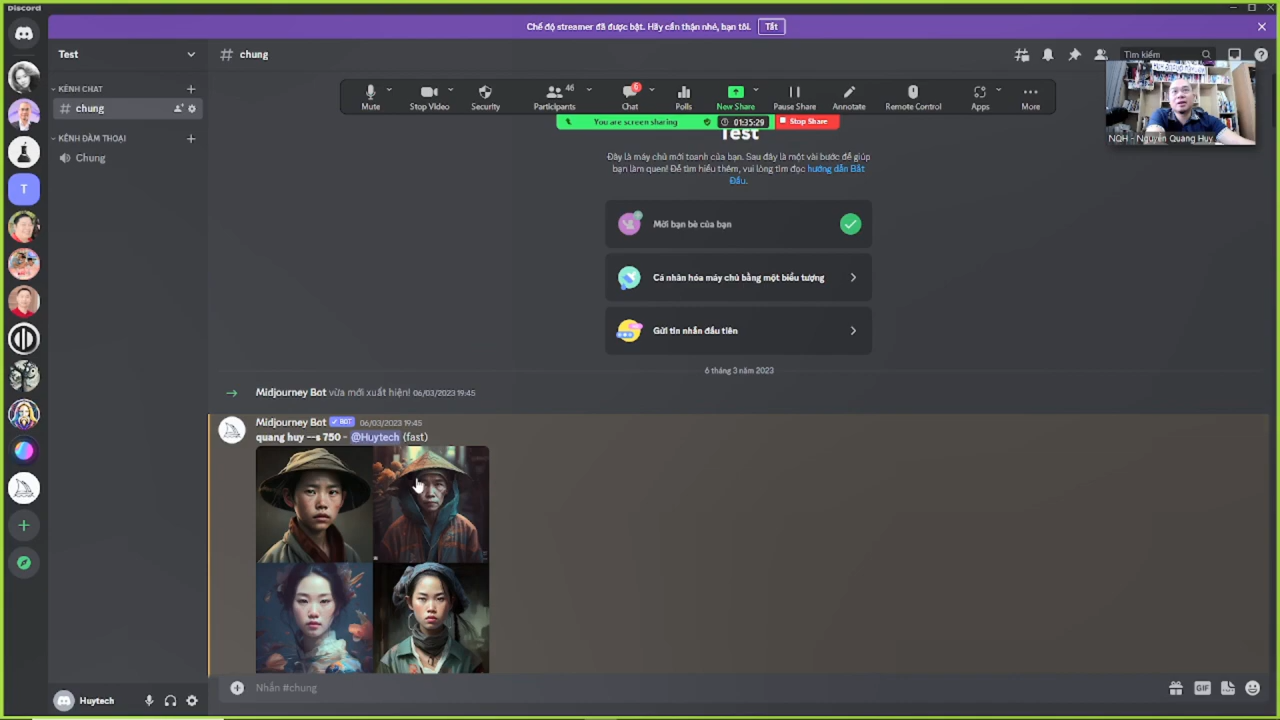 Discord
Chế độ streamer đã được bật. Hãy cẩn thận nhé, bạn tôi.
Tắt
Test
chung
Tìm kiếm
KÊNH CHAT
chung
KÊNH ĐÀM THOẠI
Chung
T
Mute
Stop Video
Security
46
Participants
6
Chat
Polls
New Share
Pause Share
Annotate
Remote Control
Apps
More
You are screen sharing
01:35:29
Stop Share
NQH - Nguyen Quang Huy
Test
Đây là máy chủ mới toanh của bạn. Sau đây là một vài bước để giúp
bạn làm quen! Để tìm hiểu thêm, vui lòng tìm đọc hướng dẫn Bắt
Đầu.
Mời bạn bè của bạn
Cá nhân hóa máy chủ bằng một biểu tượng
Gửi tin nhắn đầu tiên
6 tháng 3 năm 2023
Midjourney Bot vừa mới xuất hiện! 06/03/2023 19:45
Midjourney Bot BOT 06/03/2023 19:45
quang huy --s 750 - @Huytech (fast)
Huytech
Nhắn #chung
GIF